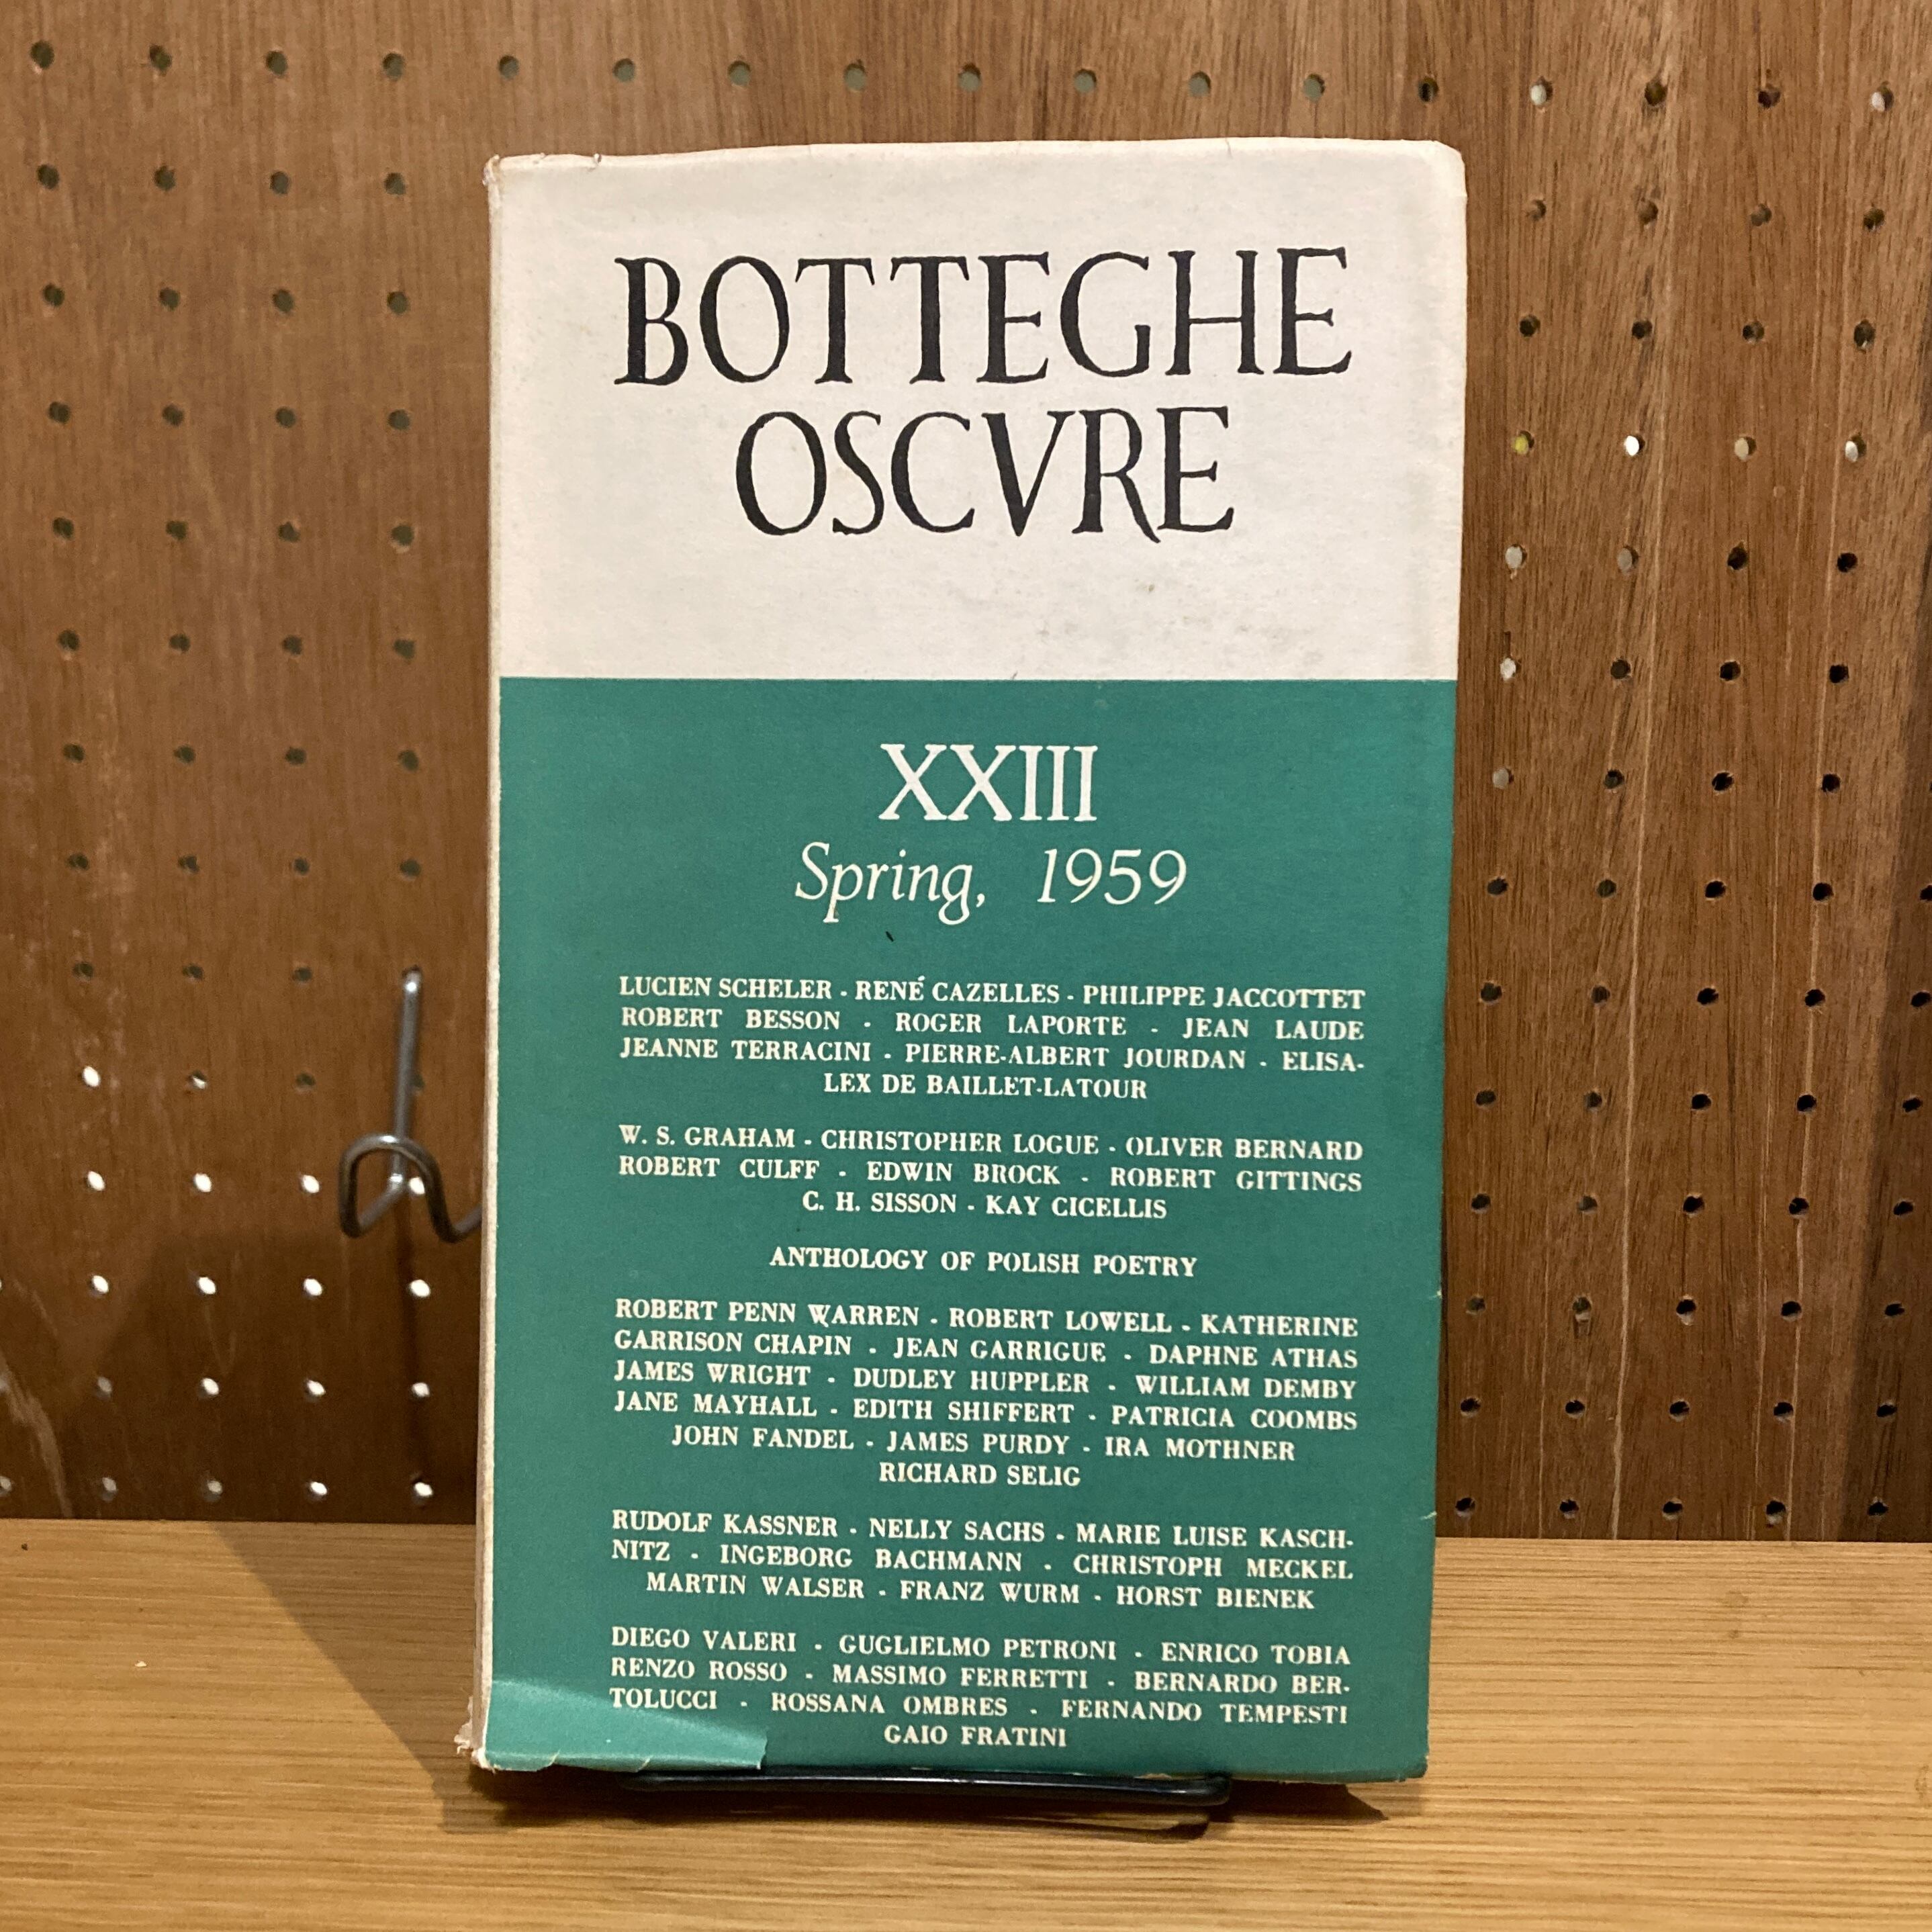 BOTTEGHE
OSCVRE
XXIII
Spring, 1959
LUCIEN SCHELER - RENÉ CAZELLES - PHILIPPE JACCOTTET
ROBERT BESSON - ROGER LAPORTE - JEAN LAUDE
JEANNE TERRACINI - PIERRE-ALBERT JOURDAN - ELISA-
LEX DE BAILLET-LATOUR
W. S. GRAHAM - CHRISTOPHER LOGUE - OLIVER BERNARD
ROBERT CULFF - EDWIN BROCK - ROBERT GITTINGS
C. H. SISSON - KAY CICELLIS
ANTHOLOGY OF POLISH POETRY
ROBERT PENN WARREN - ROBERT LOWELL - KATHERINE
GARRISON CHAPIN - JEAN GARRIGUE - DAPHNE ATHAS
JAMES WRIGHT - DUDLEY HUPPLER - WILLIAM DEMBY
JANE MAYHALL - EDITH SHIFFERT - PATRICIA COOMBS
JOHN FANDEL - JAMES PURDY - IRA MOTHNER
RICHARD SELIG
RUDOLF KASSNER - NELLY SACHS - MARIE LUISE KASCH-
NITZ - INGEBORG BACHMANN - CHRISTOPH MECKEL
MARTIN WALSER - FRANZ WURM - HORST BIENEK
DIEGO VALERI - GUGLIELMO PETRONI - ENRICO TOBIA
RENZO ROSSO - MASSIMO FERRETTI - BERNARDO BER-
TOLUCCI - ROSSANA OMBRES - FERNANDO TEMPESTI
GAIO FRATINI